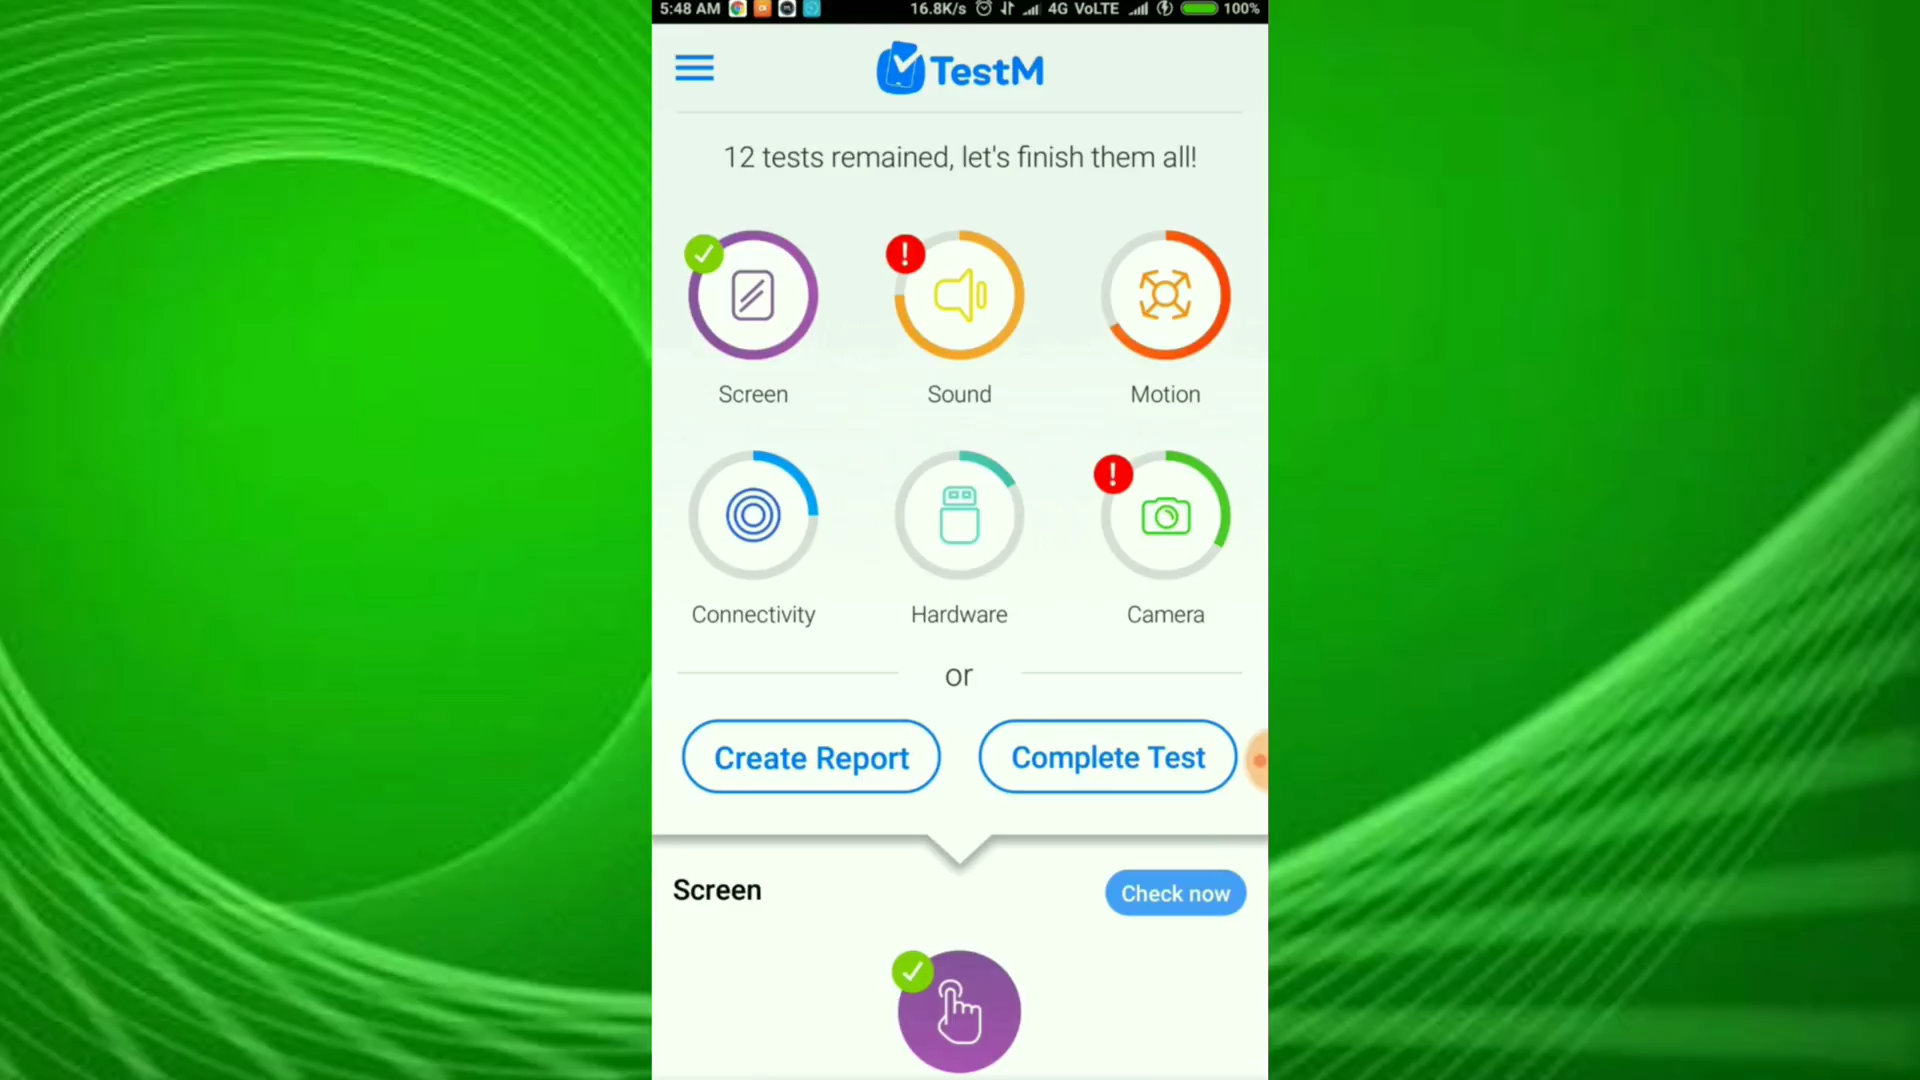 5:48 AM 16.8K/s 4G VoLTE 100%
TestM
12 tests remained, let's finish them all!
! !
Screen Sound Motion
Connectivity Hardware Camera
or
Create Report Complete Test
Screen Check now